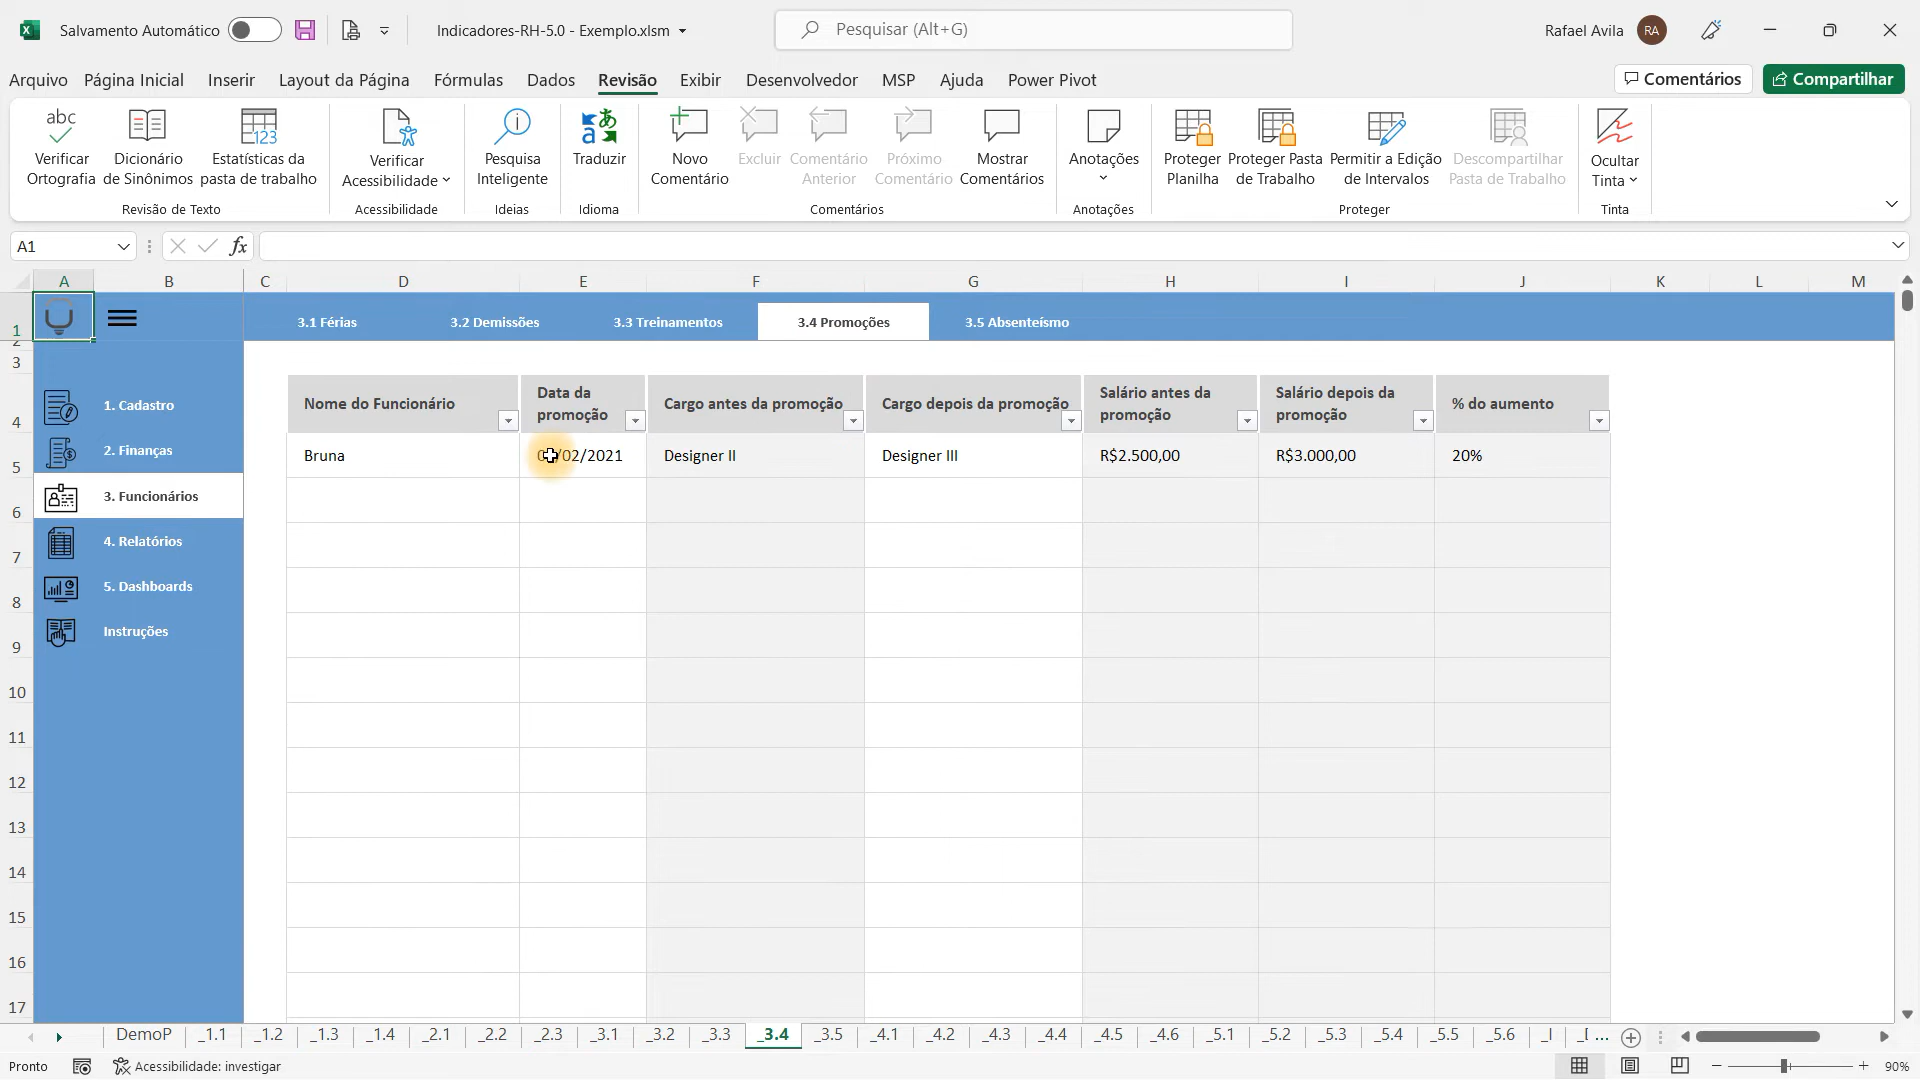 Salvamento Automático
Indicadores-RH-5.0 - Exemplo.xlsm
Pesquisar (Alt+G)
Rafael Avila
RA
Arquivo
Página Inicial
Inserir
Layout da Página
Fórmulas
Dados
Revisão
Exibir
Desenvolvedor
MSP
Ajuda
Power Pivot
Comentários
Compartilhar
abc
Verificar
Ortografia
Dicionário
de Sinônimos
123
Estatísticas da
pasta de trabalho
Revisão de Texto
Verificar
Acessibilidade
Acessibilidade
Pesquisa
Inteligente
Ideias
Traduzir
Idioma
Novo
Comentário
Excluir
Comentário
Anterior
Próximo
Comentário
Mostrar
Comentários
Comentários
Anotações
Anotações
Proteger
Planilha
Proteger Pasta
de Trabalho
Permitir a Edição
de Intervalos
Descompartilhar
Pasta de Trabalho
Proteger
Ocultar
Tinta
Tinta
A1
fx
A B C D E F G H I J K L M
1
2
3
4
5
6
7
8
9
10
11
12
13
14
15
16
17
3.1 Férias
3.2 Demissões
3.3 Treinamentos
3.4 Promoções
3.5 Absenteísmo
1. Cadastro
2. Finanças
3. Funcionários
4. Relatórios
5. Dashboards
Instruções
Nome do Funcionário
Data da
promoção
Cargo antes da promoção
Cargo depois da promoção
Salário antes da
promoção
Salário depois da
promoção
% do aumento
Bruna
/02/2021
Designer II
Designer III
R$2.500,00
R$3.000,00
20%
DemoP _1.1 _1.2 _1.3 _1.4 _2.1 _2.2 _2.3 _3.1 _3.2 _3.3 _3.4 _3.5 _4.1 _4.2 _4.3 _4.4 _4.5 _4.6 _5.1 _5.2 _5.3 _5.4 _5.5 _5.6 _I ...
Pronto
Acessibilidade: investigar
90%